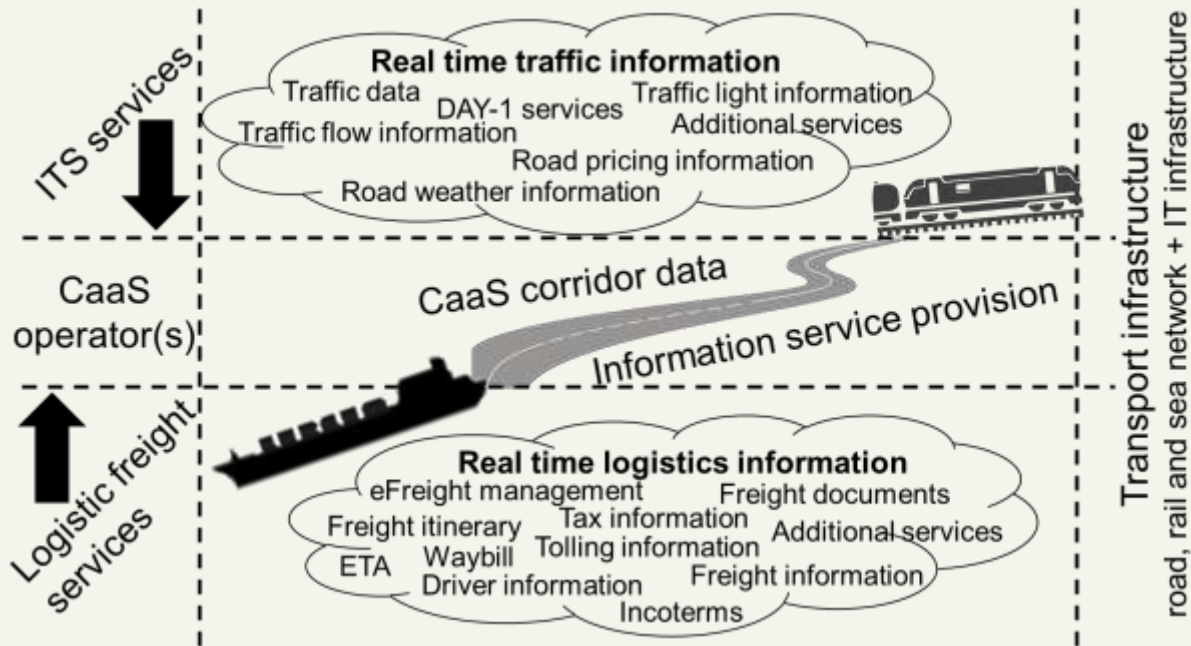 ITS services
Real time traffic information
Traffic data
DAY-1 services
Traffic light information
Traffic flow information
Additional services
Road pricing information
Road weather information
CaaS
operator(s)
CaaS corridor data
Information service provision
Logistic freight
services
Real time logistics information
eFreight management
Freight documents
Freight itinerary
Tax information
Additional services
ETA
Waybill
Tolling information
Driver information
Freight information
Incoterms
Transport infrastructure
road, rail and sea network + IT infrastructure